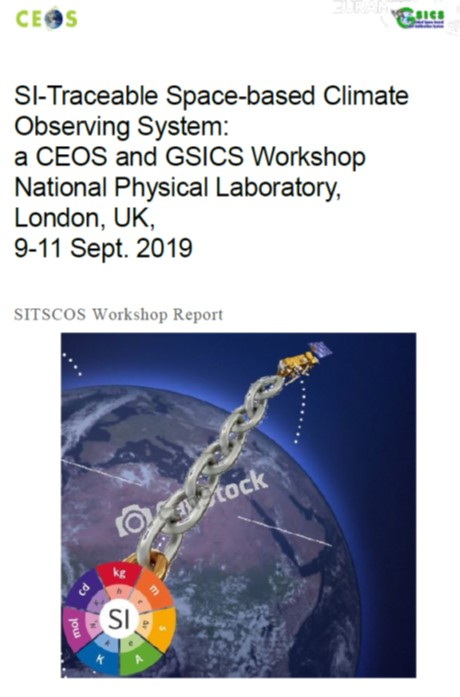 CEOS
GSICS
SI-Traceable Space-based Climate
Observing System:
a CEOS and GSICS Workshop
National Physical Laboratory,
London, UK,
9-11 Sept. 2019
SITSCOS Workshop Report
stock
kg
m
s
A
K
mol
cd
SI